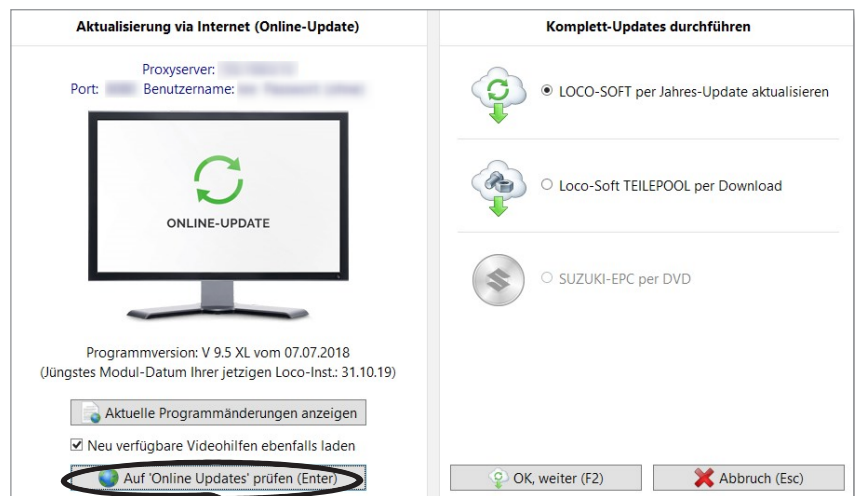 Aktualisierung via Internet (Online-Update)
Proxyserver:
Port: Benutzername:
ONLINE-UPDATE
Programmversion: V 9.5 XL vom 07.07.2018
(Jüngstes Modul-Datum Ihrer jetzigen Loco-Inst.: 31.10.19)
Aktuelle Programmänderungen anzeigen
Neu verfügbare Videohilfen ebenfalls laden
Auf 'Online Updates' prüfen (Enter)
Komplett-Updates durchführen
LOCO-SOFT per Jahres-Update aktualisieren
Loco-Soft TEILEPOOL per Download
SUZUKI-EPC per DVD
OK, weiter (F2)
Abbruch (Esc)